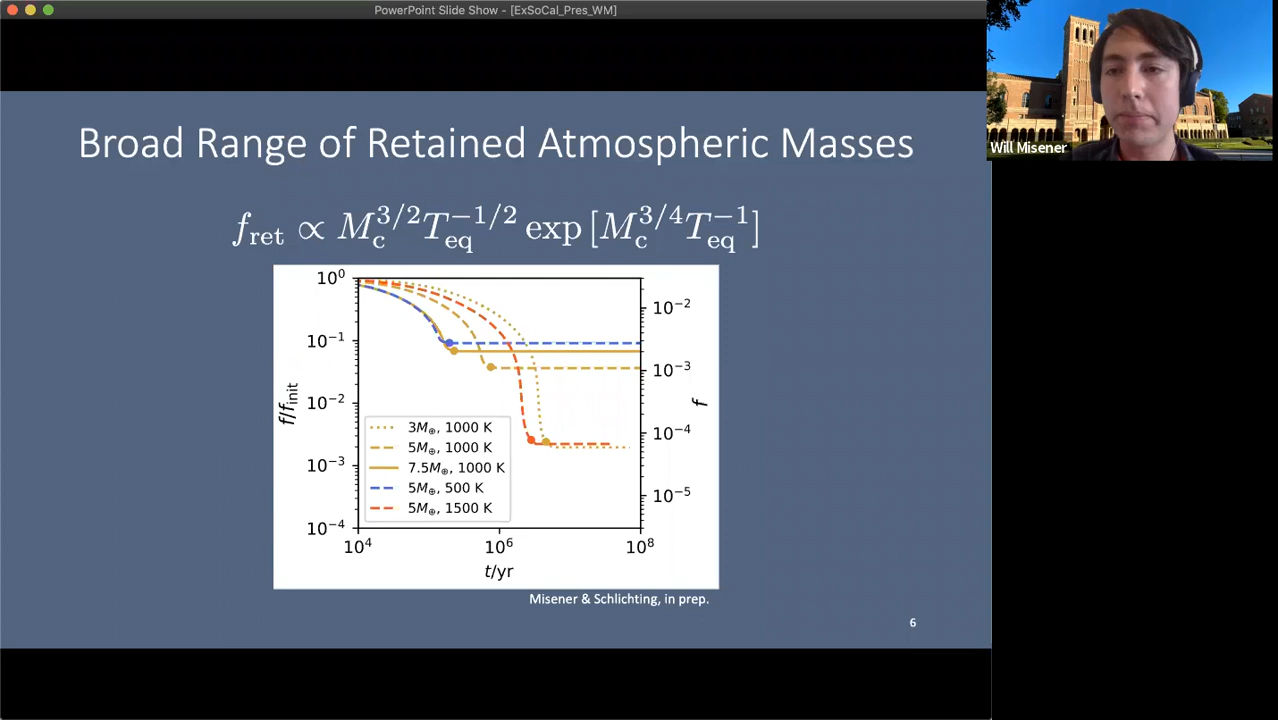 PowerPoint Slide Show - [ExSoCal_Pres_WM]
Will Misener
Broad Range of Retained Atmospheric Masses
f_ret ∝ M_c^{3/2} T_eq^{−1/2} exp [M_c^{3/4} T_eq^{−1}]
10^0
10^−1
10^−2
10^−3
10^−4
f/f_init
10^−2
10^−3
10^−4
10^−5
f
3M⊕, 1000 K
5M⊕, 1000 K
7.5M⊕, 1000 K
5M⊕, 500 K
5M⊕, 1500 K
10^4
10^6
10^8
t/yr
Misener & Schlichting, in prep.
6